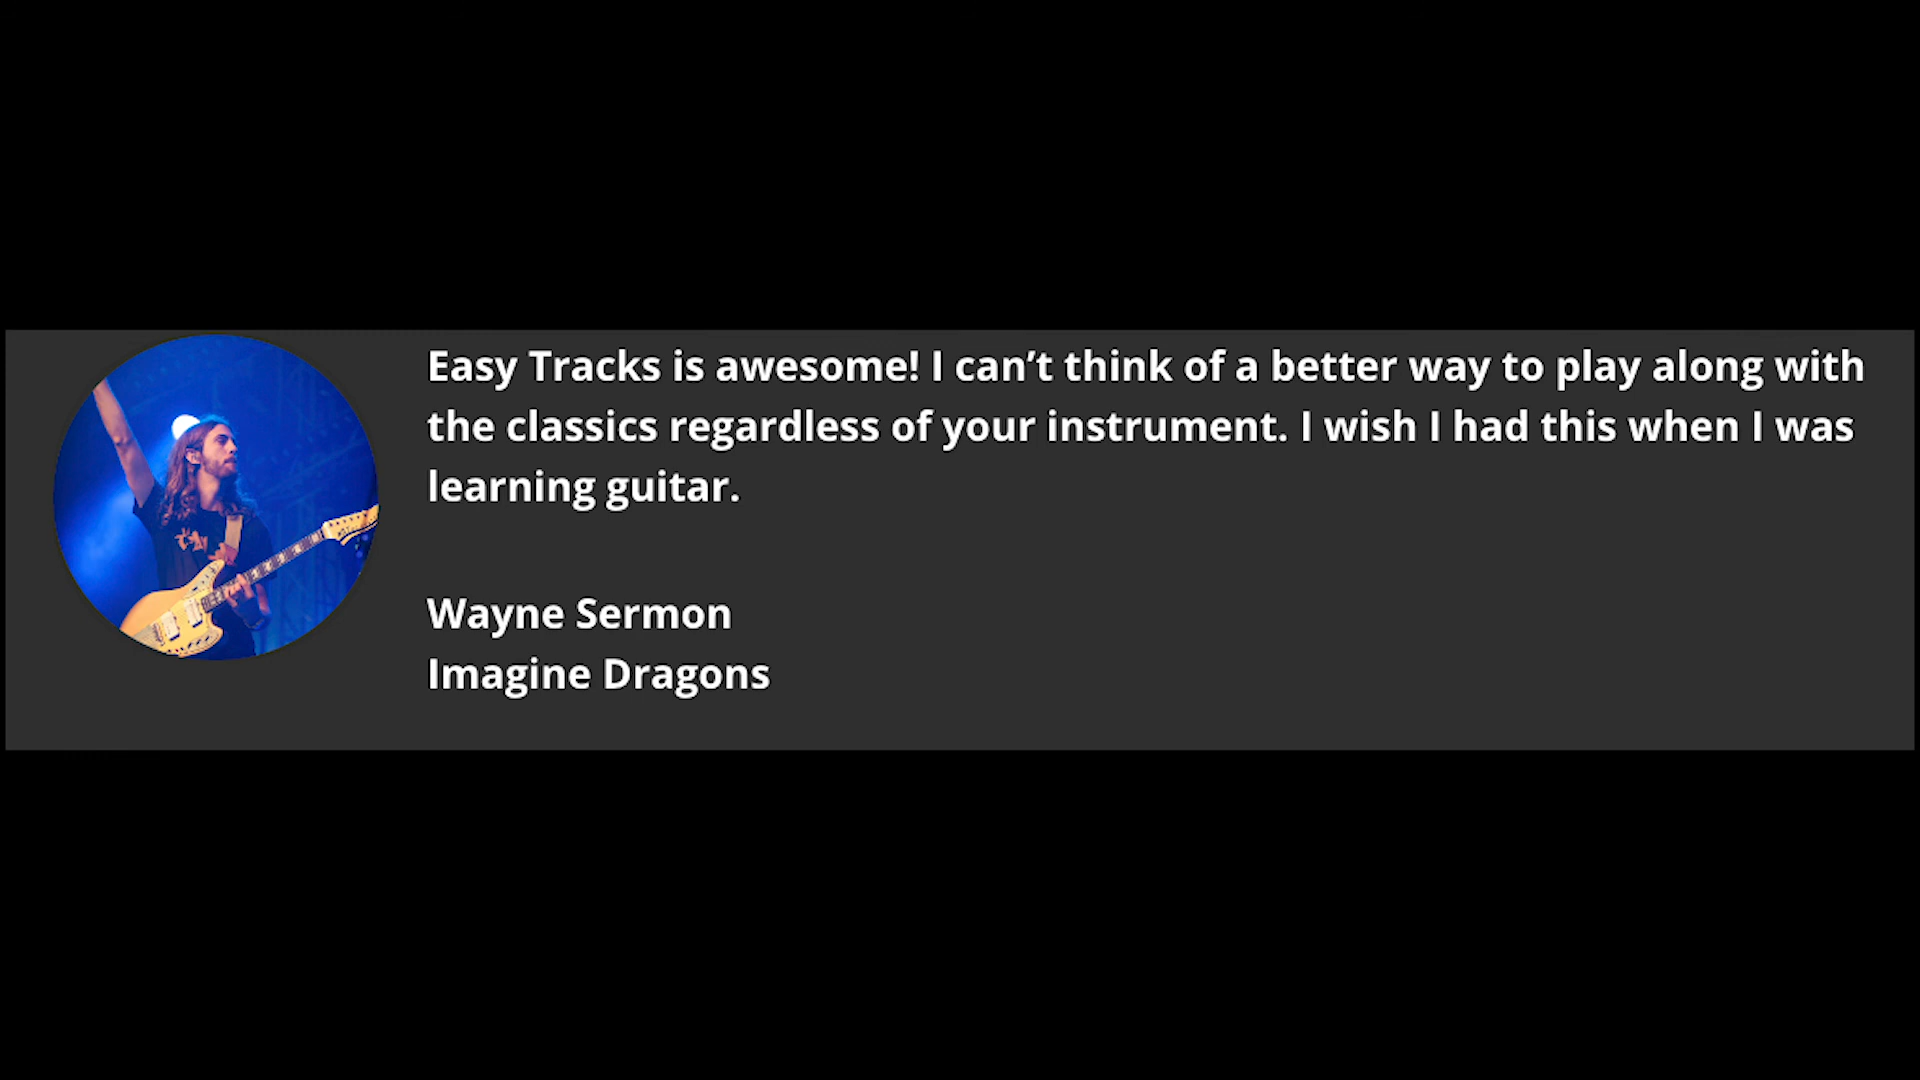 Easy Tracks is awesome! I can’t think of a better way to play along with
the classics regardless of your instrument. I wish I had this when I was
learning guitar.
Wayne Sermon
Imagine Dragons